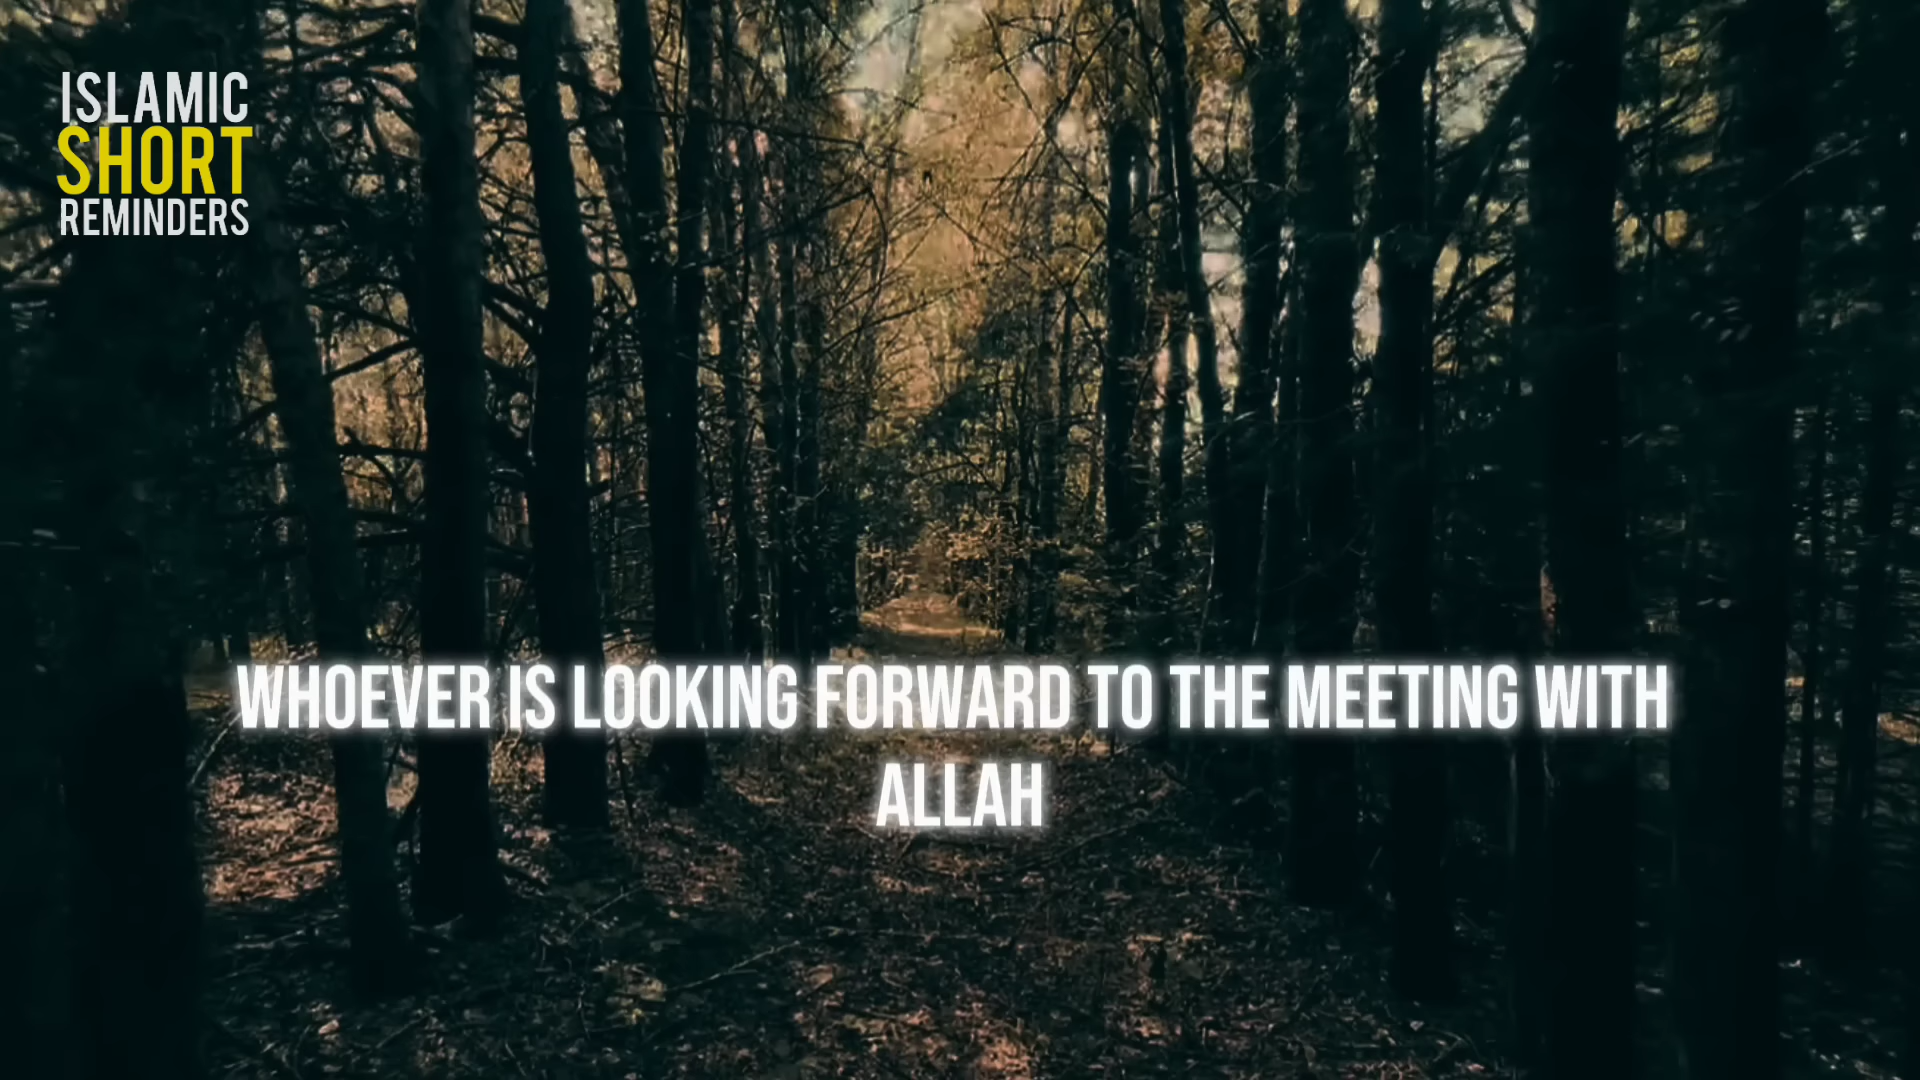 ISLAMIC
SHORT
REMINDERS
WHOEVER IS LOOKING FORWARD TO THE MEETING WITH
ALLAH